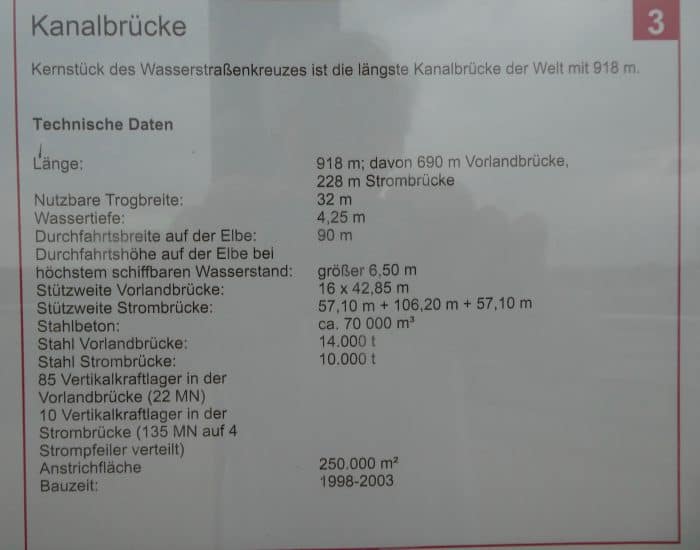 Kanalbrücke
3
Kernstück des Wasserstraßenkreuzes ist die längste Kanalbrücke der Welt mit 918 m.
Technische Daten
Länge: 918 m; davon 690 m Vorlandbrücke,
228 m Strombrücke
Nutzbare Trogbreite: 32 m
Wassertiefe: 4,25 m
Durchfahrtsbreite auf der Elbe: 90 m
Durchfahrtshöhe auf der Elbe bei
höchstem schiffbaren Wasserstand: größer 6,50 m
Stützweite Vorlandbrücke: 16 x 42,85 m
Stützweite Strombrücke: 57,10 m + 106,20 m + 57,10 m
Stahlbeton: ca. 70 000 m³
Stahl Vorlandbrücke: 14.000 t
Stahl Strombrücke: 10.000 t
85 Vertikalkraftlager in der
Vorlandbrücke (22 MN)
10 Vertikalkraftlager in der
Strombrücke (135 MN auf 4
Strompfeiler verteilt)
Anstrichfläche 250.000 m²
Bauzeit: 1998-2003